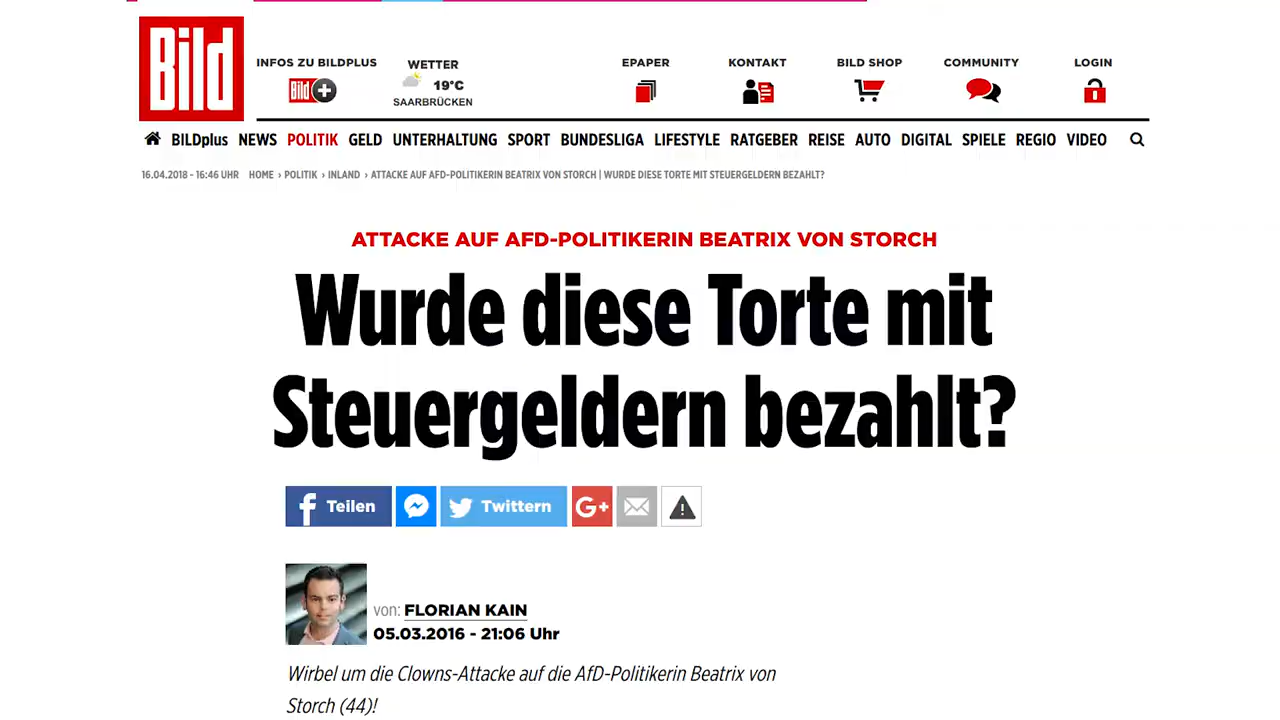 Bild
INFOS ZU BILDPLUS
Bild
WETTER
19°C
SAARBRÜCKEN
EPAPER
KONTAKT
BILD SHOP
COMMUNITY
LOGIN
BILDplus NEWS POLITIK GELD UNTERHALTUNG SPORT BUNDESLIGA LIFESTYLE RATGEBER REISE AUTO DIGITAL SPIELE REGIO VIDEO
16.04.2018 - 16:46 UHR HOME › POLITIK › INLAND › ATTACKE AUF AFD-POLITIKERIN BEATRIX VON STORCH | WURDE DIESE TORTE MIT STEUERGELDERN BEZAHLT?
ATTACKE AUF AFD-POLITIKERIN BEATRIX VON STORCH
Wurde diese Torte mit
Steuergeldern bezahlt?
Teilen
Twittern
G+
von: FLORIAN KAIN
05.03.2016 - 21:06 Uhr
Wirbel um die Clowns-Attacke auf die AfD-Politikerin Beatrix von
Storch (44)!